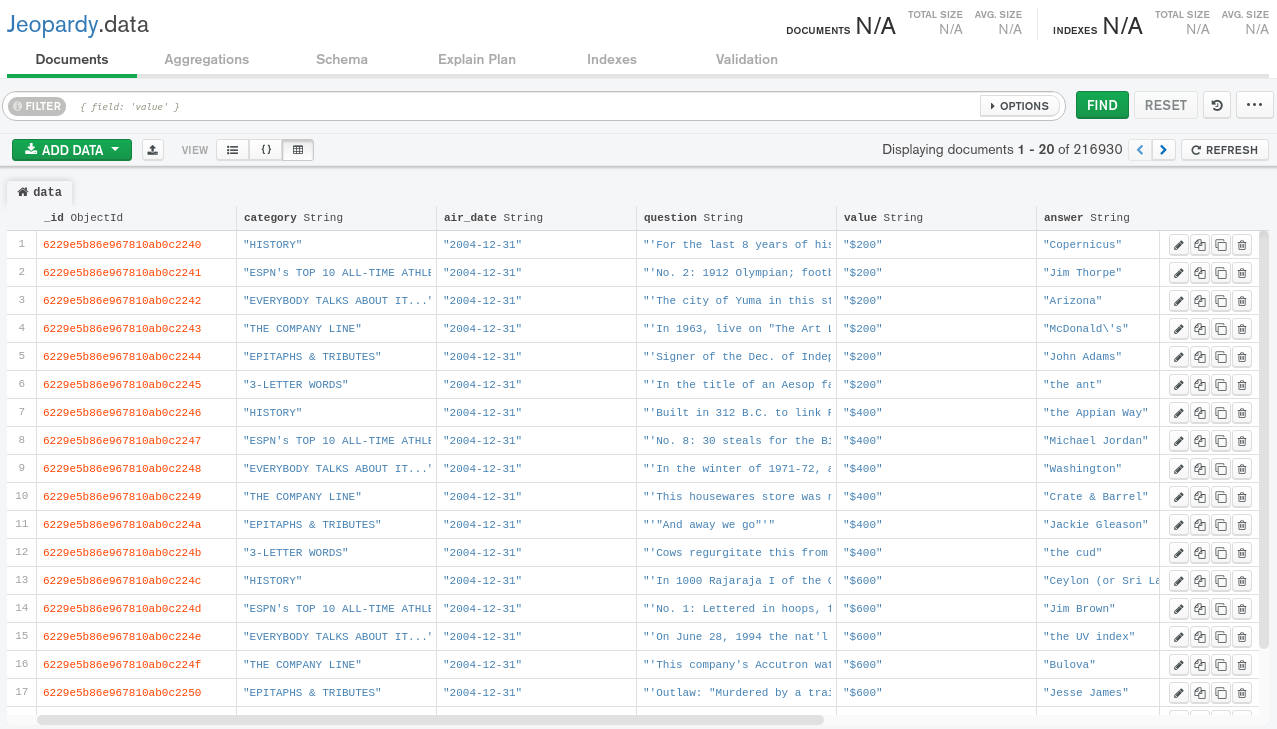 Jeopardy.data
DOCUMENTS N/A TOTAL SIZE N/A AVG. SIZE N/A INDEXES N/A TOTAL SIZE N/A AVG. SIZE N/A
Documents Aggregations Schema Explain Plan Indexes Validation
FILTER { field: 'value' } OPTIONS FIND RESET
ADD DATA VIEW {} Displaying documents 1 - 20 of 216930 REFRESH
data
_id ObjectId category String air_date String question String value String answer String
1 6229e5b86e967810ab0c2240 "HISTORY" "2004-12-31" "'For the last 8 years of his "$200" "Copernicus"
2 6229e5b86e967810ab0c2241 "ESPN's TOP 10 ALL-TIME ATHLE "2004-12-31" "'No. 2: 1912 Olympian; footb "$200" "Jim Thorpe"
3 6229e5b86e967810ab0c2242 "EVERYBODY TALKS ABOUT IT..." "2004-12-31" "'The city of Yuma in this st "$200" "Arizona"
4 6229e5b86e967810ab0c2243 "THE COMPANY LINE" "2004-12-31" "'In 1963, live on "The Art L "$200" "McDonald\'s"
5 6229e5b86e967810ab0c2244 "EPITAPHS & TRIBUTES" "2004-12-31" "'Signer of the Dec. of Indep "$200" "John Adams"
6 6229e5b86e967810ab0c2245 "3-LETTER WORDS" "2004-12-31" "'In the title of an Aesop fa "$200" "the ant"
7 6229e5b86e967810ab0c2246 "HISTORY" "2004-12-31" "'Built in 312 B.C. to link R "$400" "the Appian Way"
8 6229e5b86e967810ab0c2247 "ESPN's TOP 10 ALL-TIME ATHLE "2004-12-31" "'No. 8: 30 steals for the Bi "$400" "Michael Jordan"
9 6229e5b86e967810ab0c2248 "EVERYBODY TALKS ABOUT IT..." "2004-12-31" "'In the winter of 1971-72, a "$400" "Washington"
10 6229e5b86e967810ab0c2249 "THE COMPANY LINE" "2004-12-31" "'This housewares store was n "$400" "Crate & Barrel"
11 6229e5b86e967810ab0c224a "EPITAPHS & TRIBUTES" "2004-12-31" "'"And away we go"'" "$400" "Jackie Gleason"
12 6229e5b86e967810ab0c224b "3-LETTER WORDS" "2004-12-31" "'Cows regurgitate this from "$400" "the cud"
13 6229e5b86e967810ab0c224c "HISTORY" "2004-12-31" "'In 1000 Rajaraja I of the C "$600" "Ceylon (or Sri La
14 6229e5b86e967810ab0c224d "ESPN's TOP 10 ALL-TIME ATHLE "2004-12-31" "'No. 1: Lettered in hoops, f "$600" "Jim Brown"
15 6229e5b86e967810ab0c224e "EVERYBODY TALKS ABOUT IT..." "2004-12-31" "'On June 28, 1994 the nat'l "$600" "the UV index"
16 6229e5b86e967810ab0c224f "THE COMPANY LINE" "2004-12-31" "'This company's Accutron wat "$600" "Bulova"
17 6229e5b86e967810ab0c2250 "EPITAPHS & TRIBUTES" "2004-12-31" "'Outlaw: "Murdered by a trai "$600" "Jesse James"